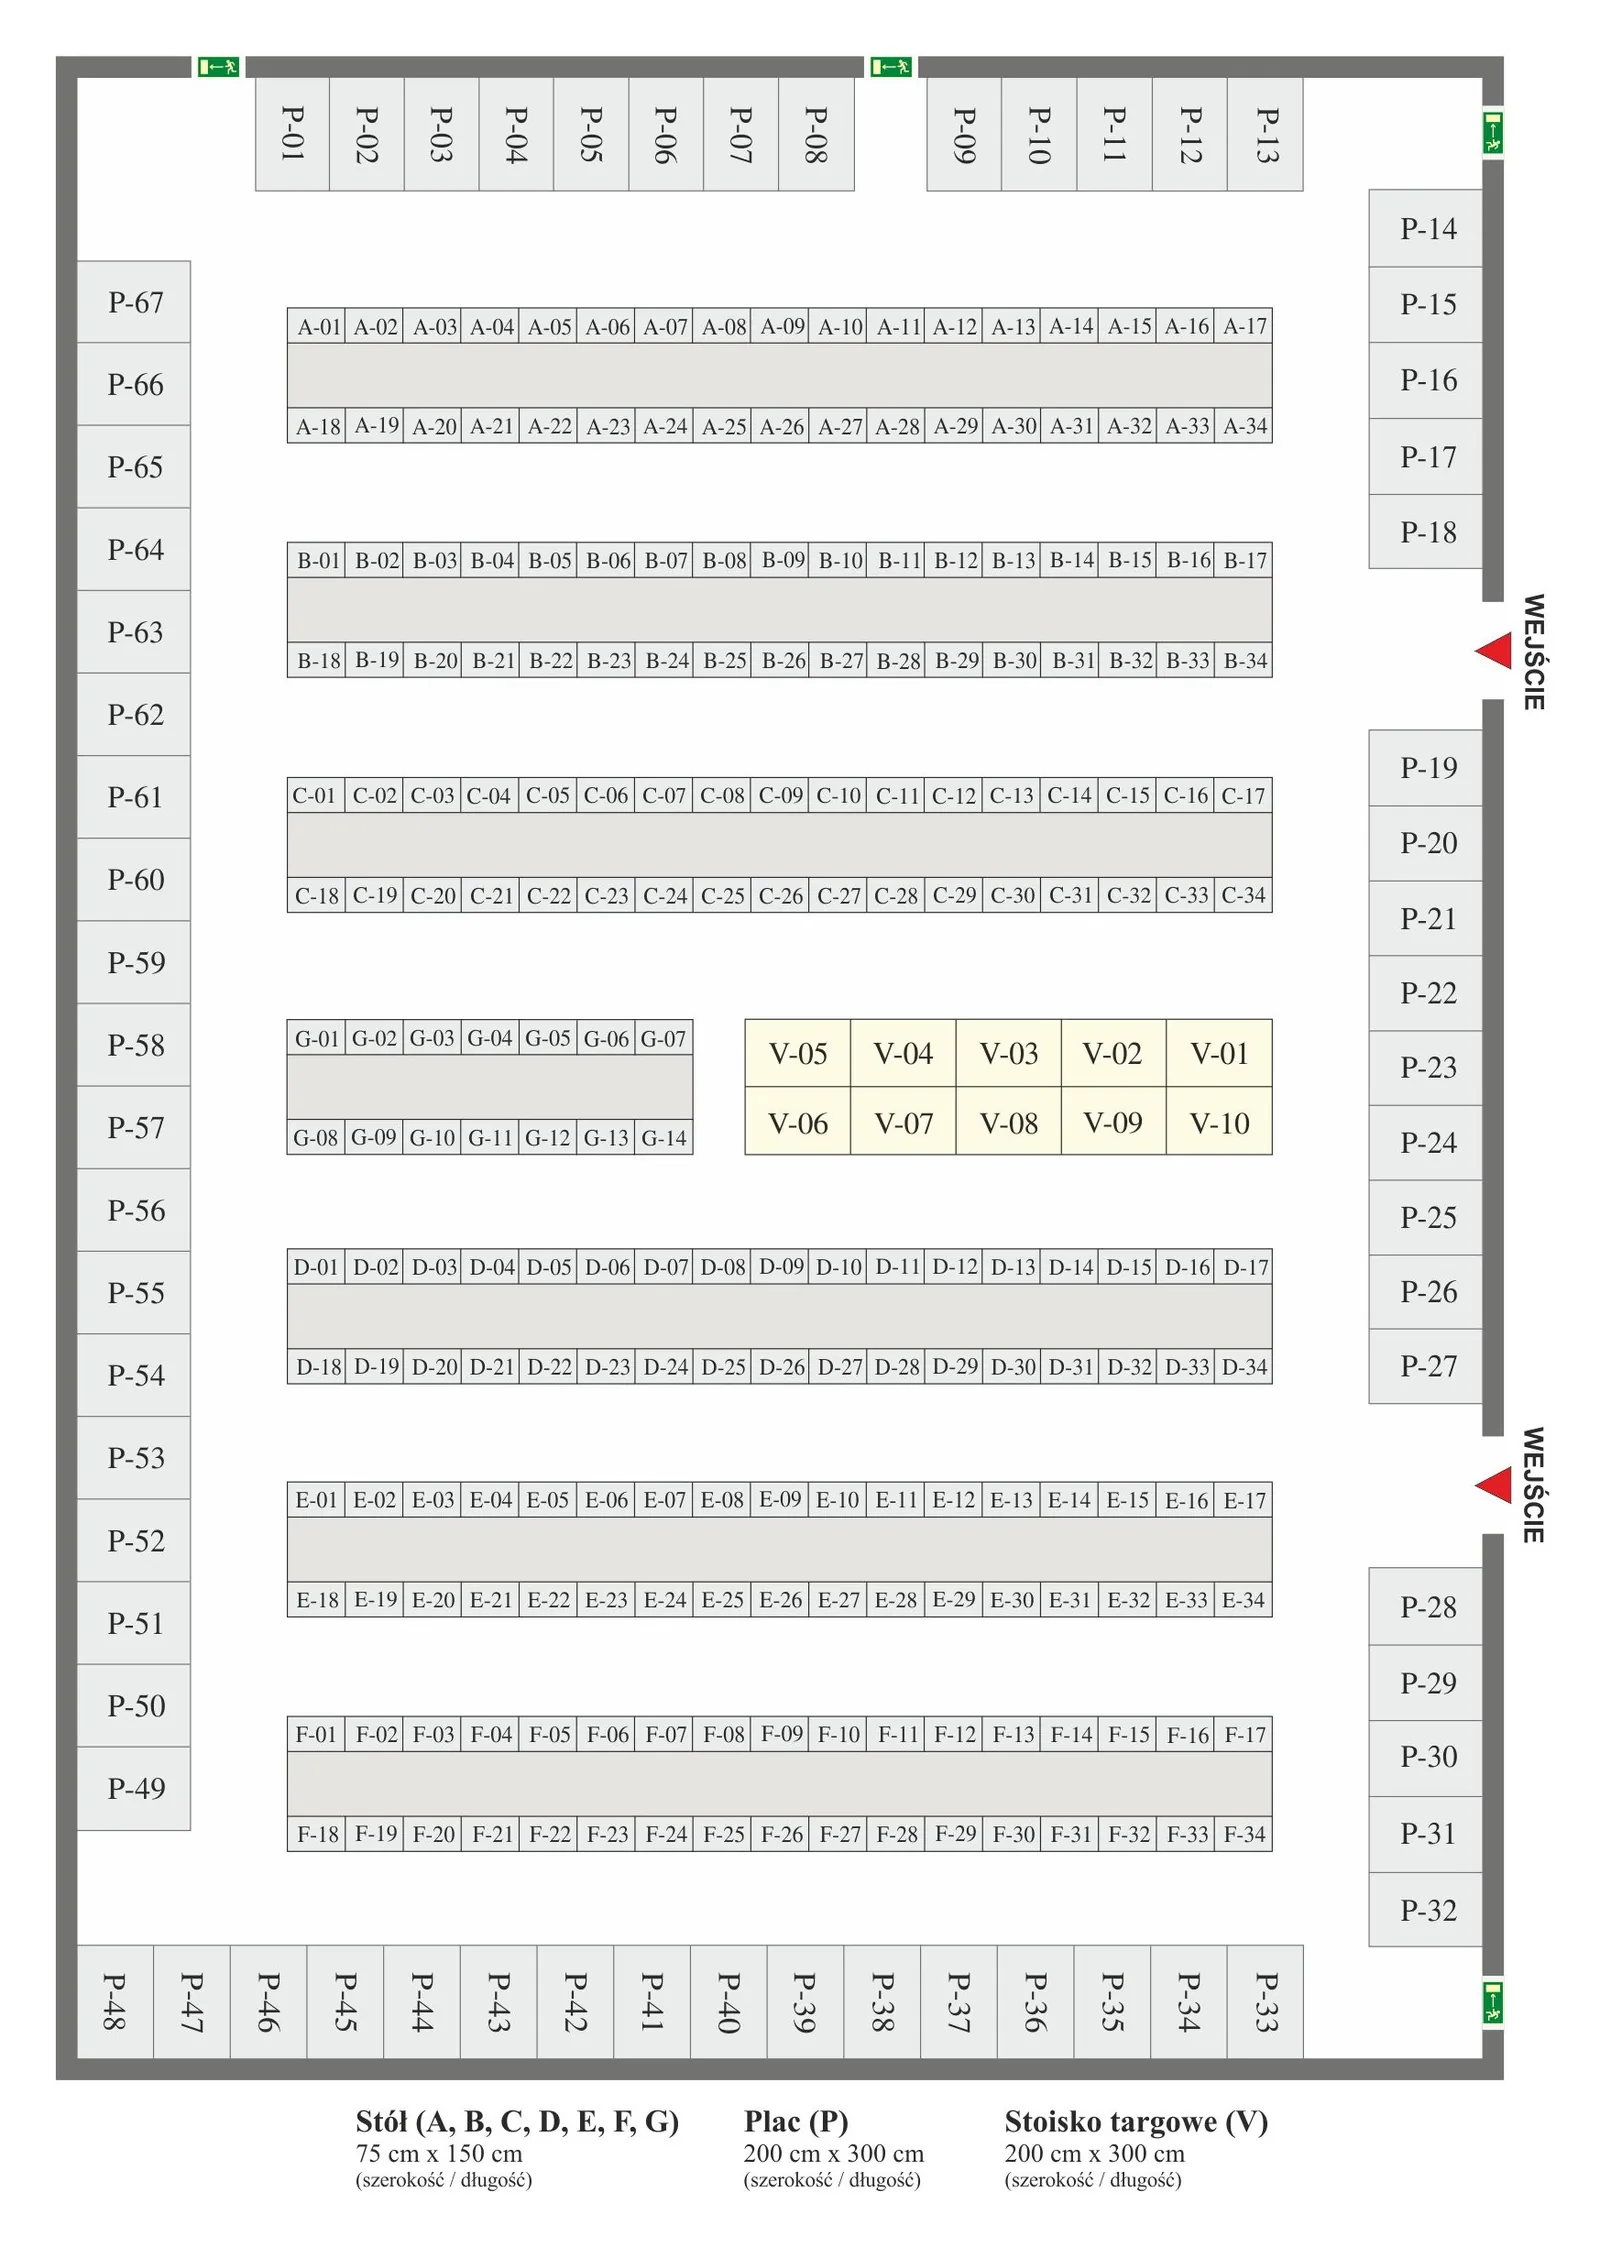 P-01 P-02 P-03 P-04 P-05 P-06 P-07 P-08 P-09 P-10 P-11 P-12 P-13
P-14
P-15
P-16
P-17
P-18
WEJŚCIE
P-19
P-20
P-21
P-22
P-23
P-24
P-25
P-26
P-27
WEJŚCIE
P-28
P-29
P-30
P-31
P-32
P-67
P-66
P-65
P-64
P-63
P-62
P-61
P-60
P-59
P-58
P-57
P-56
P-55
P-54
P-53
P-52
P-51
P-50
P-49
A-01 A-02 A-03 A-04 A-05 A-06 A-07 A-08 A-09 A-10 A-11 A-12 A-13 A-14 A-15 A-16 A-17
A-18 A-19 A-20 A-21 A-22 A-23 A-24 A-25 A-26 A-27 A-28 A-29 A-30 A-31 A-32 A-33 A-34
B-01 B-02 B-03 B-04 B-05 B-06 B-07 B-08 B-09 B-10 B-11 B-12 B-13 B-14 B-15 B-16 B-17
B-18 B-19 B-20 B-21 B-22 B-23 B-24 B-25 B-26 B-27 B-28 B-29 B-30 B-31 B-32 B-33 B-34
C-01 C-02 C-03 C-04 C-05 C-06 C-07 C-08 C-09 C-10 C-11 C-12 C-13 C-14 C-15 C-16 C-17
C-18 C-19 C-20 C-21 C-22 C-23 C-24 C-25 C-26 C-27 C-28 C-29 C-30 C-31 C-32 C-33 C-34
G-01 G-02 G-03 G-04 G-05 G-06 G-07
G-08 G-09 G-10 G-11 G-12 G-13 G-14
V-05 V-04 V-03 V-02 V-01
V-06 V-07 V-08 V-09 V-10
D-01 D-02 D-03 D-04 D-05 D-06 D-07 D-08 D-09 D-10 D-11 D-12 D-13 D-14 D-15 D-16 D-17
D-18 D-19 D-20 D-21 D-22 D-23 D-24 D-25 D-26 D-27 D-28 D-29 D-30 D-31 D-32 D-33 D-34
E-01 E-02 E-03 E-04 E-05 E-06 E-07 E-08 E-09 E-10 E-11 E-12 E-13 E-14 E-15 E-16 E-17
E-18 E-19 E-20 E-21 E-22 E-23 E-24 E-25 E-26 E-27 E-28 E-29 E-30 E-31 E-32 E-33 E-34
F-01 F-02 F-03 F-04 F-05 F-06 F-07 F-08 F-09 F-10 F-11 F-12 F-13 F-14 F-15 F-16 F-17
F-18 F-19 F-20 F-21 F-22 F-23 F-24 F-25 F-26 F-27 F-28 F-29 F-30 F-31 F-32 F-33 F-34
P-48 P-47 P-46 P-45 P-44 P-43 P-42 P-41 P-40 P-39 P-38 P-37 P-36 P-35 P-34 P-33
Stół (A, B, C, D, E, F, G)
75 cm x 150 cm
(szerokość / długość)
Plac (P)
200 cm x 300 cm
(szerokość / długość)
Stoisko targowe (V)
200 cm x 300 cm
(szerokość / długość)